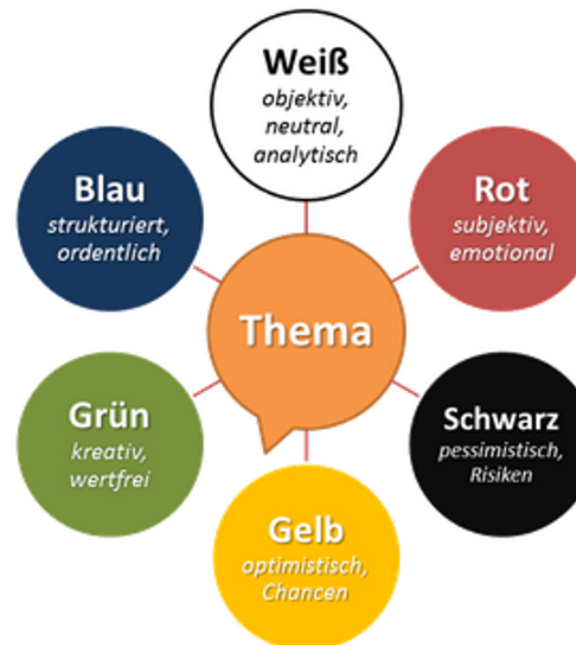 Weiß
objektiv,
neutral,
analytisch
Rot
subjektiv,
emotional
Schwarz
pessimistisch,
Risiken
Gelb
optimistisch,
Chancen
Grün
kreativ,
wertfrei
Blau
strukturiert,
ordentlich
Thema